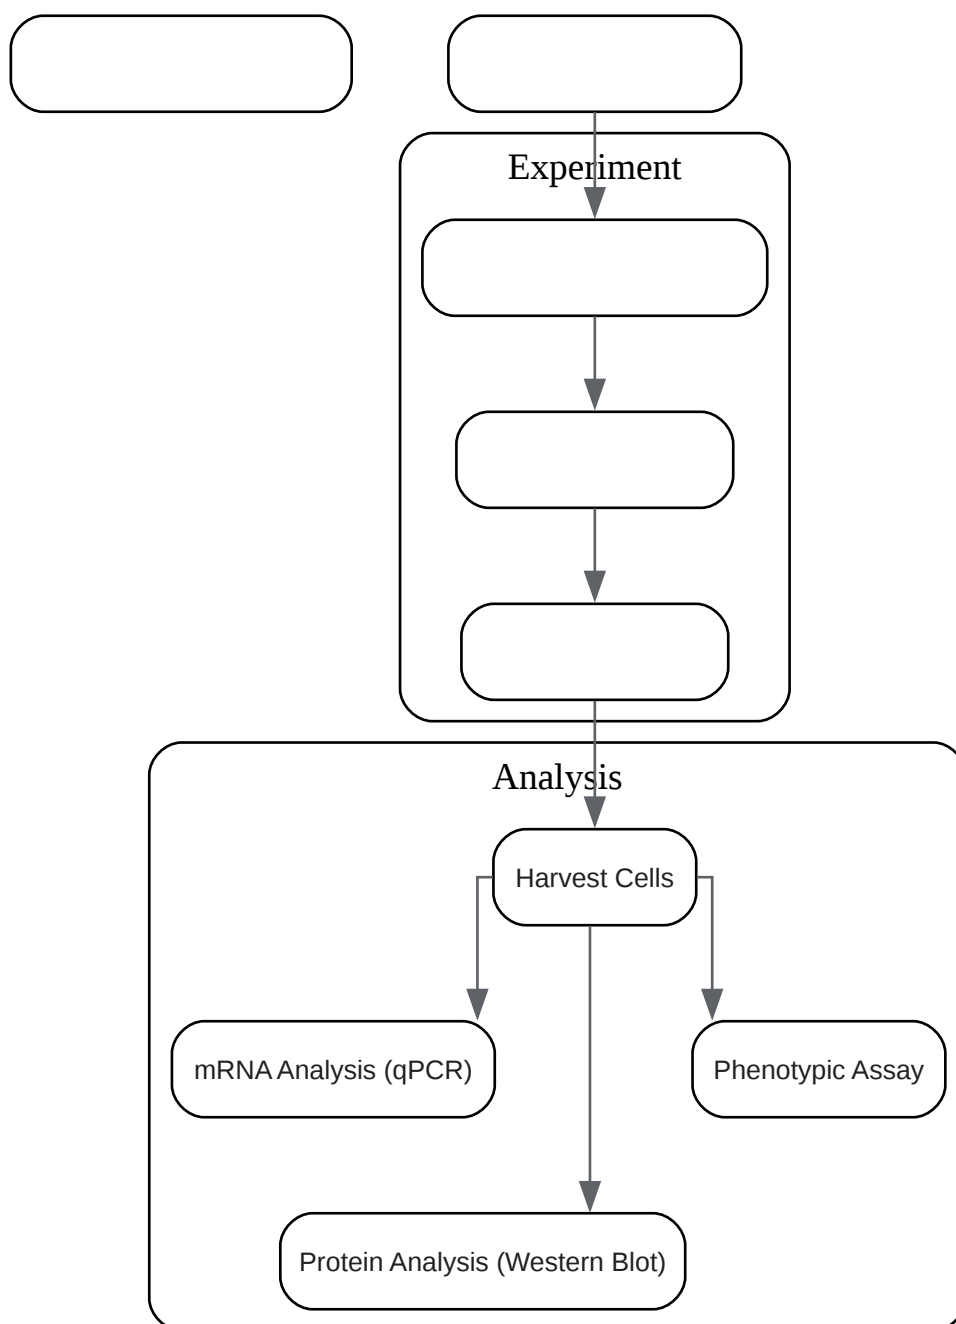 Experiment
Analysis
Harvest Cells
mRNA Analysis (qPCR)
Phenotypic Assay
Protein Analysis (Western Blot)